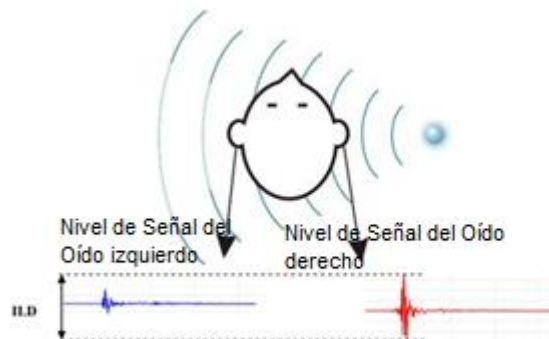 Nivel de Señal del
Oído izquierdo
Nivel de Señal del Oído
derecho
ILD